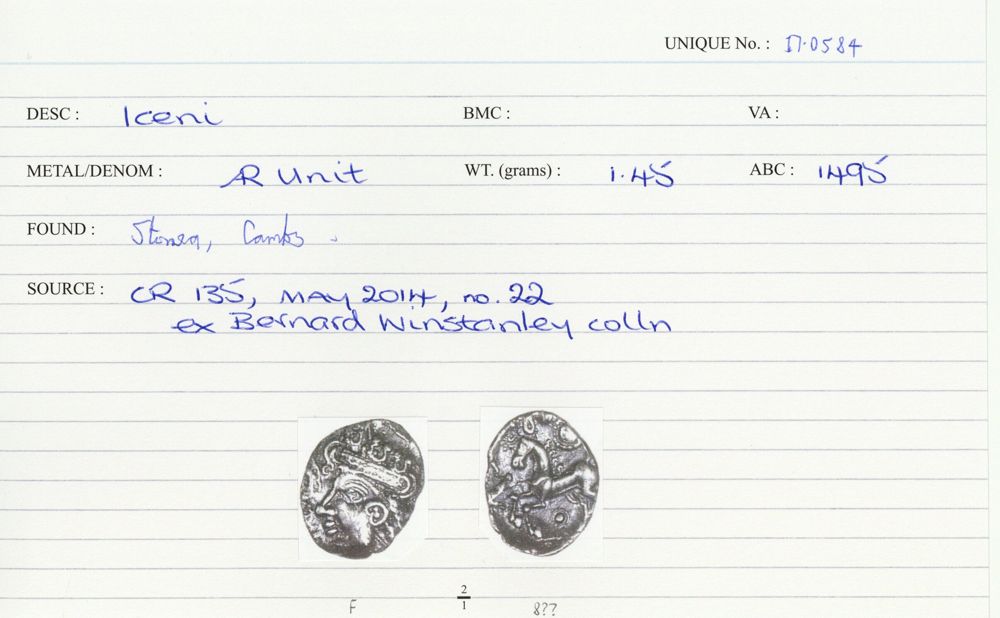 UNIQUE No. : 17.0584
DESC : Iceni BMC : VA :
METAL/DENOM : AR Unit WT. (grams) : 1.45 ABC : 1495
FOUND : Stonea, Cambs.
SOURCE : CR 135, MAY 2014, no. 22
ex Bernard Winstanley colln
2
F 1 8??